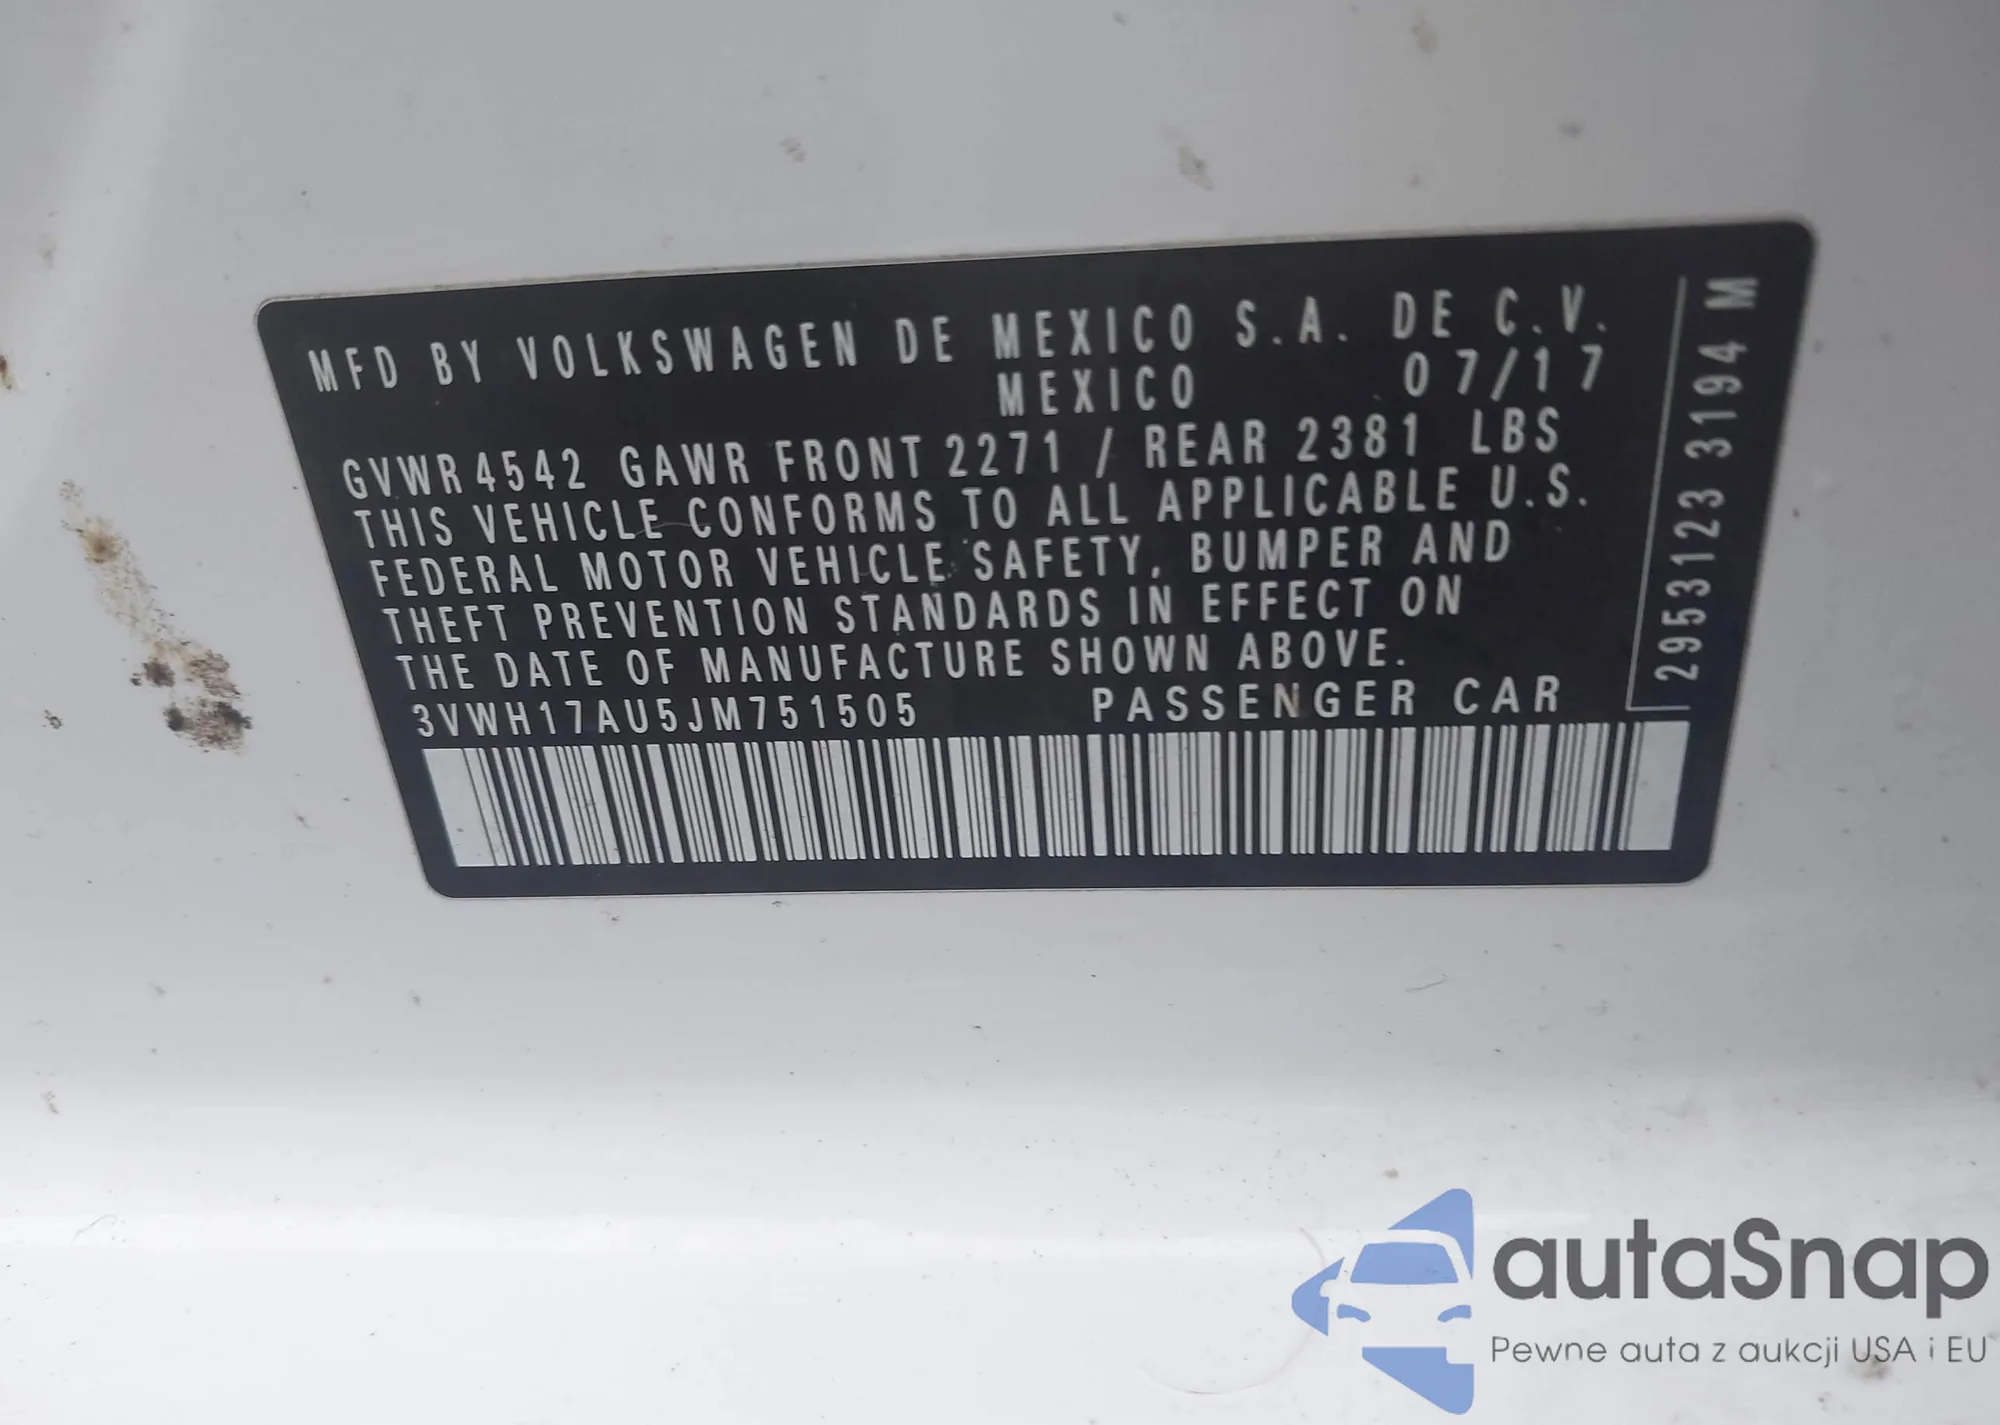 MFD BY VOLKSWAGEN DE MEXICO S.A. DE C.V.
MEXICO 07/17
GVWR 4542 GAWR FRONT 2271 / REAR 2381 LBS
THIS VEHICLE CONFORMS TO ALL APPLICABLE U.S.
FEDERAL MOTOR VEHICLE SAFETY, BUMPER AND
THEFT PREVENTION STANDARDS IN EFFECT ON
THE DATE OF MANUFACTURE SHOWN ABOVE.
3VWH17AU5JM751505 PASSENGER CAR
2953123 3194 M
autaSnap
Pewne auta z aukcji USA i EU